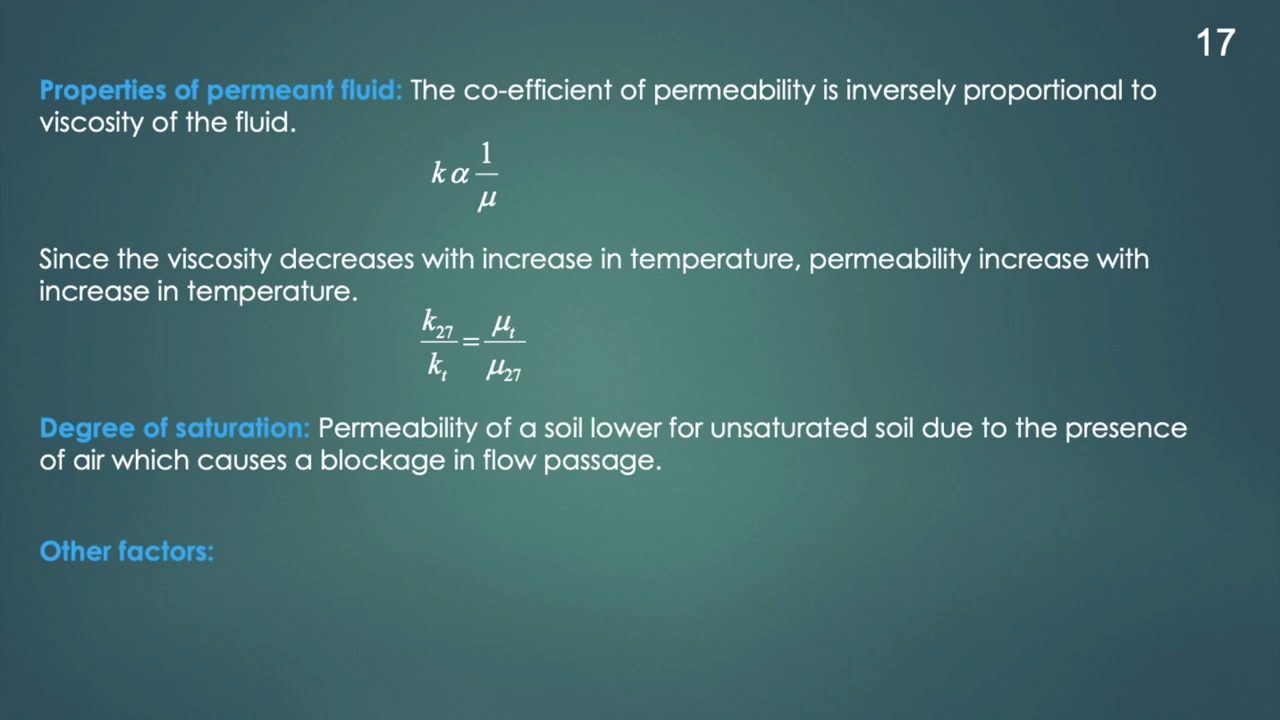 17
Properties of permeant fluid: The co-efficient of permeability is inversely proportional to
viscosity of the fluid.
k α 1/μ
Since the viscosity decreases with increase in temperature, permeability increase with
increase in temperature.
k₂₇/kₜ = μₜ/μ₂₇
Degree of saturation: Permeability of a soil lower for unsaturated soil due to the presence
of air which causes a blockage in flow passage.
Other factors: